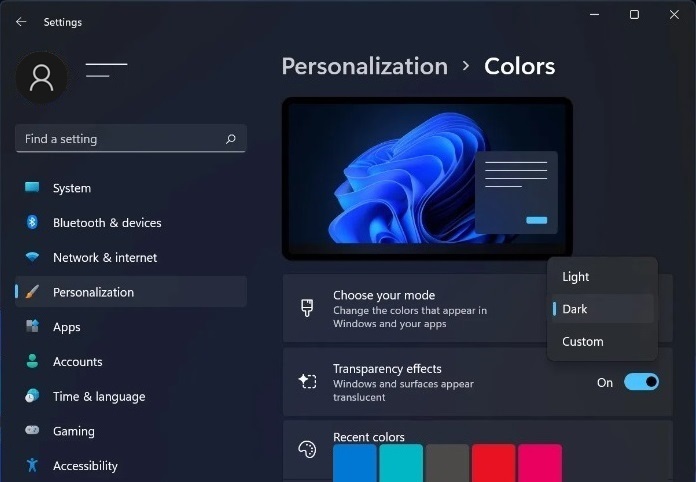 Settings
Find a setting
System
Bluetooth & devices
Network & internet
Personalization
Apps
Accounts
Time & language
Gaming
Accessibility
Personalization > Colors
Choose your mode
Change the colors that appear in
Windows and your apps
Light
Dark
Custom
Transparency effects
Windows and surfaces appear
translucent
On
Recent colors